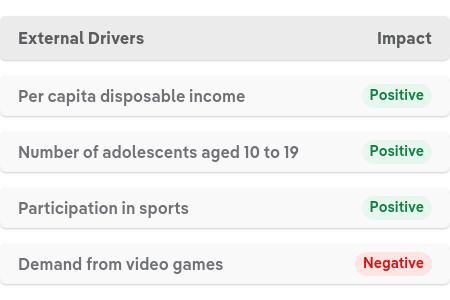 External Drivers Impact
Per capita disposable income Positive
Number of adolescents aged 10 to 19 Positive
Participation in sports Positive
Demand from video games Negative